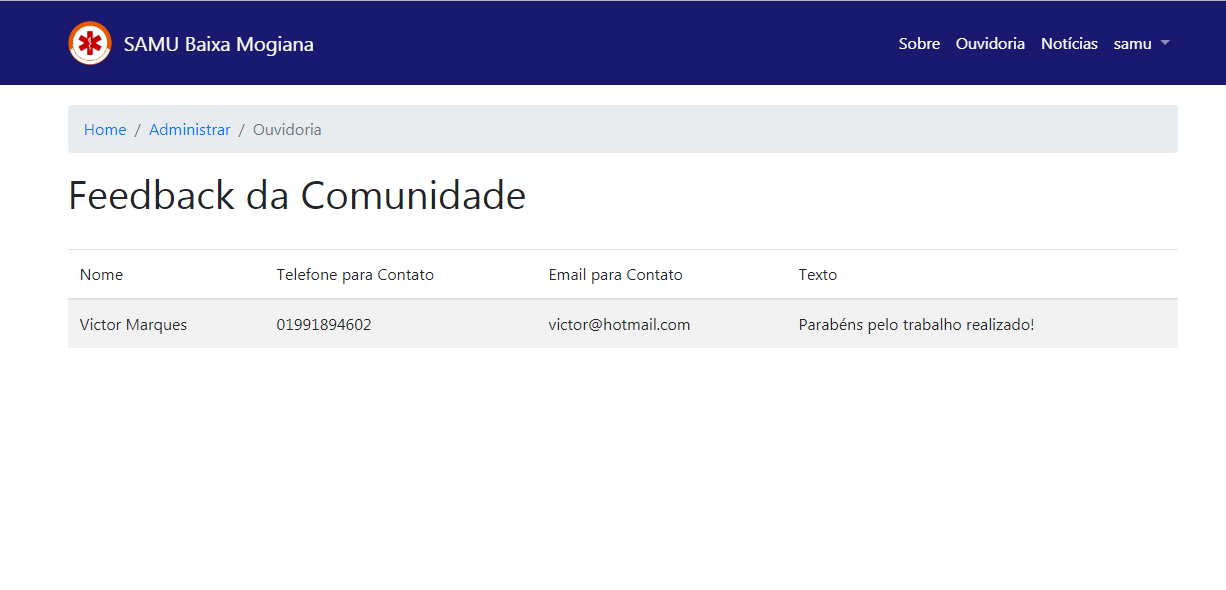 SAMU Baixa Mogiana
Sobre Ouvidoria Notícias samu
Home / Administrar / Ouvidoria
Feedback da Comunidade
Nome Telefone para Contato Email para Contato Texto
Victor Marques 01991894602 victor@hotmail.com Parabéns pelo trabalho realizado!